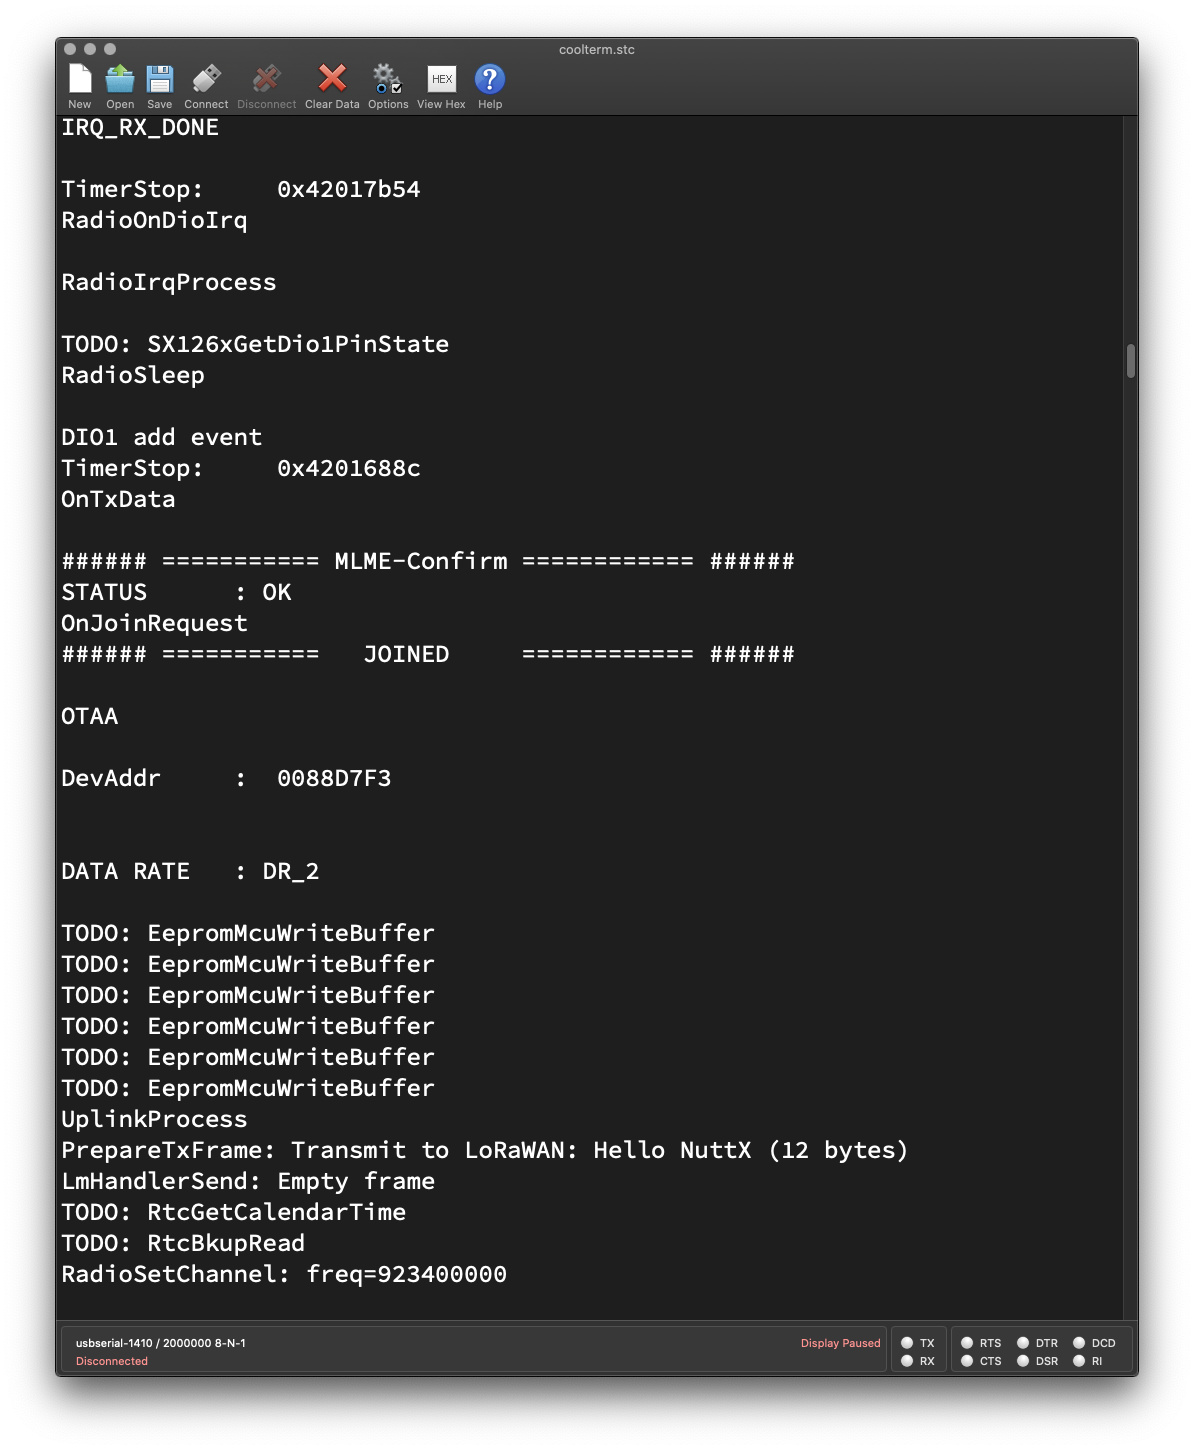 coolterm.stc
New Open Save Connect Disconnect Clear Data Options HEX View Hex ? Help
IRQ_RX_DONE
TimerStop:     0x42017b54
RadioOnDioIrq
RadioIrqProcess
TODO: SX126xGetDio1PinState
RadioSleep
DIO1 add event
TimerStop:     0x4201688c
OnTxData
###### =========== MLME-Confirm ============ ######
STATUS      : OK
OnJoinRequest
###### ===========   JOINED     ============ ######
OTAA
DevAddr     :  0088D7F3
DATA RATE   : DR_2
TODO: EepromMcuWriteBuffer
TODO: EepromMcuWriteBuffer
TODO: EepromMcuWriteBuffer
TODO: EepromMcuWriteBuffer
TODO: EepromMcuWriteBuffer
TODO: EepromMcuWriteBuffer
UplinkProcess
PrepareTxFrame: Transmit to LoRaWAN: Hello NuttX (12 bytes)
LmHandlerSend: Empty frame
TODO: RtcGetCalendarTime
TODO: RtcBkupRead
RadioSetChannel: freq=923400000
usbserial-1410 / 2000000 8-N-1 Display Paused TX RTS DTR DCD
Disconnected RX CTS DSR RI